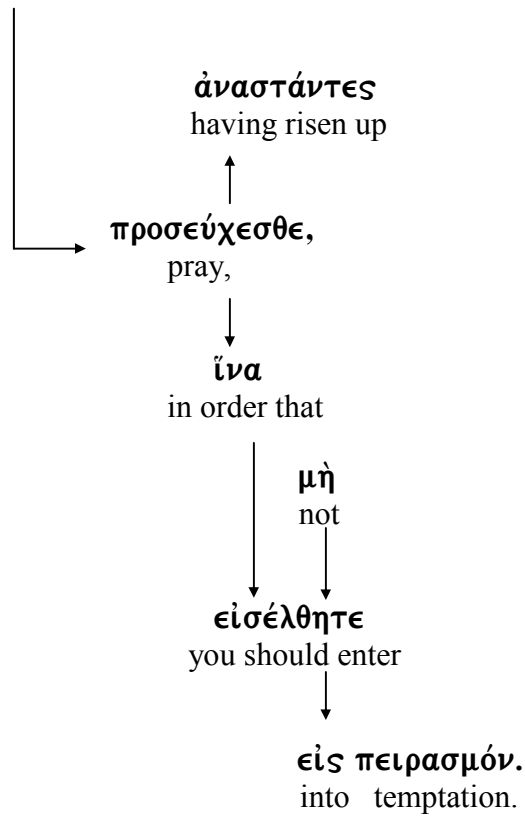 ἀναστάντες
having risen up
προσεύχεσθε,
pray,
ἵνα
in order that
μὴ
not
εἰσέλθητε
you should enter
εἰς πειρασμόν.
into temptation.